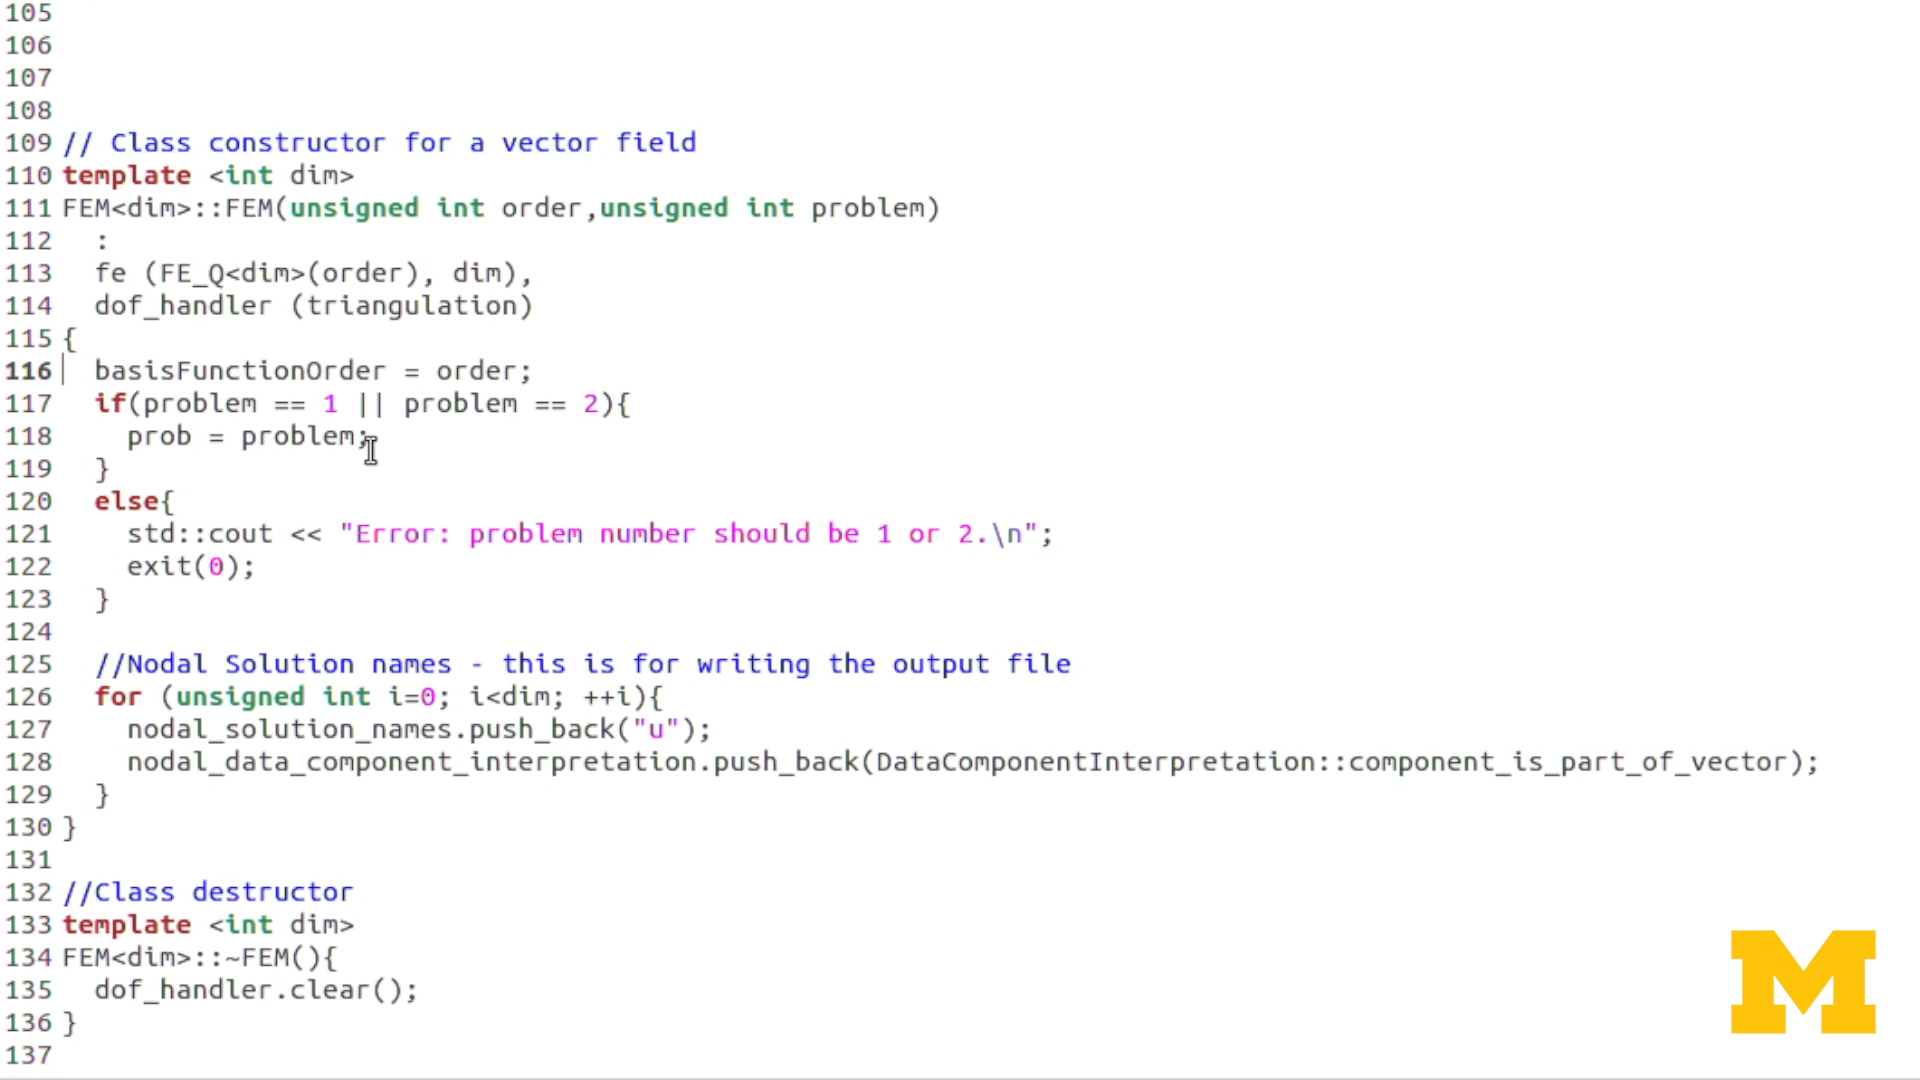 105
106
107
108
109 // Class constructor for a vector field
110 template <int dim>
111 FEM<dim>::FEM(unsigned int order,unsigned int problem)
112   :
113   fe (FE_Q<dim>(order), dim),
114   dof_handler (triangulation)
115 {
116   basisFunctionOrder = order;
117   if(problem == 1 || problem == 2){
118     prob = problem;
119   }
120   else{
121     std::cout << "Error: problem number should be 1 or 2.\n";
122     exit(0);
123   }
124
125   //Nodal Solution names - this is for writing the output file
126   for (unsigned int i=0; i<dim; ++i){
127     nodal_solution_names.push_back("u");
128     nodal_data_component_interpretation.push_back(DataComponentInterpretation::component_is_part_of_vector);
129   }
130 }
131
132 //Class destructor
133 template <int dim>
134 FEM<dim>::~FEM(){
135   dof_handler.clear();
136 }
137
M